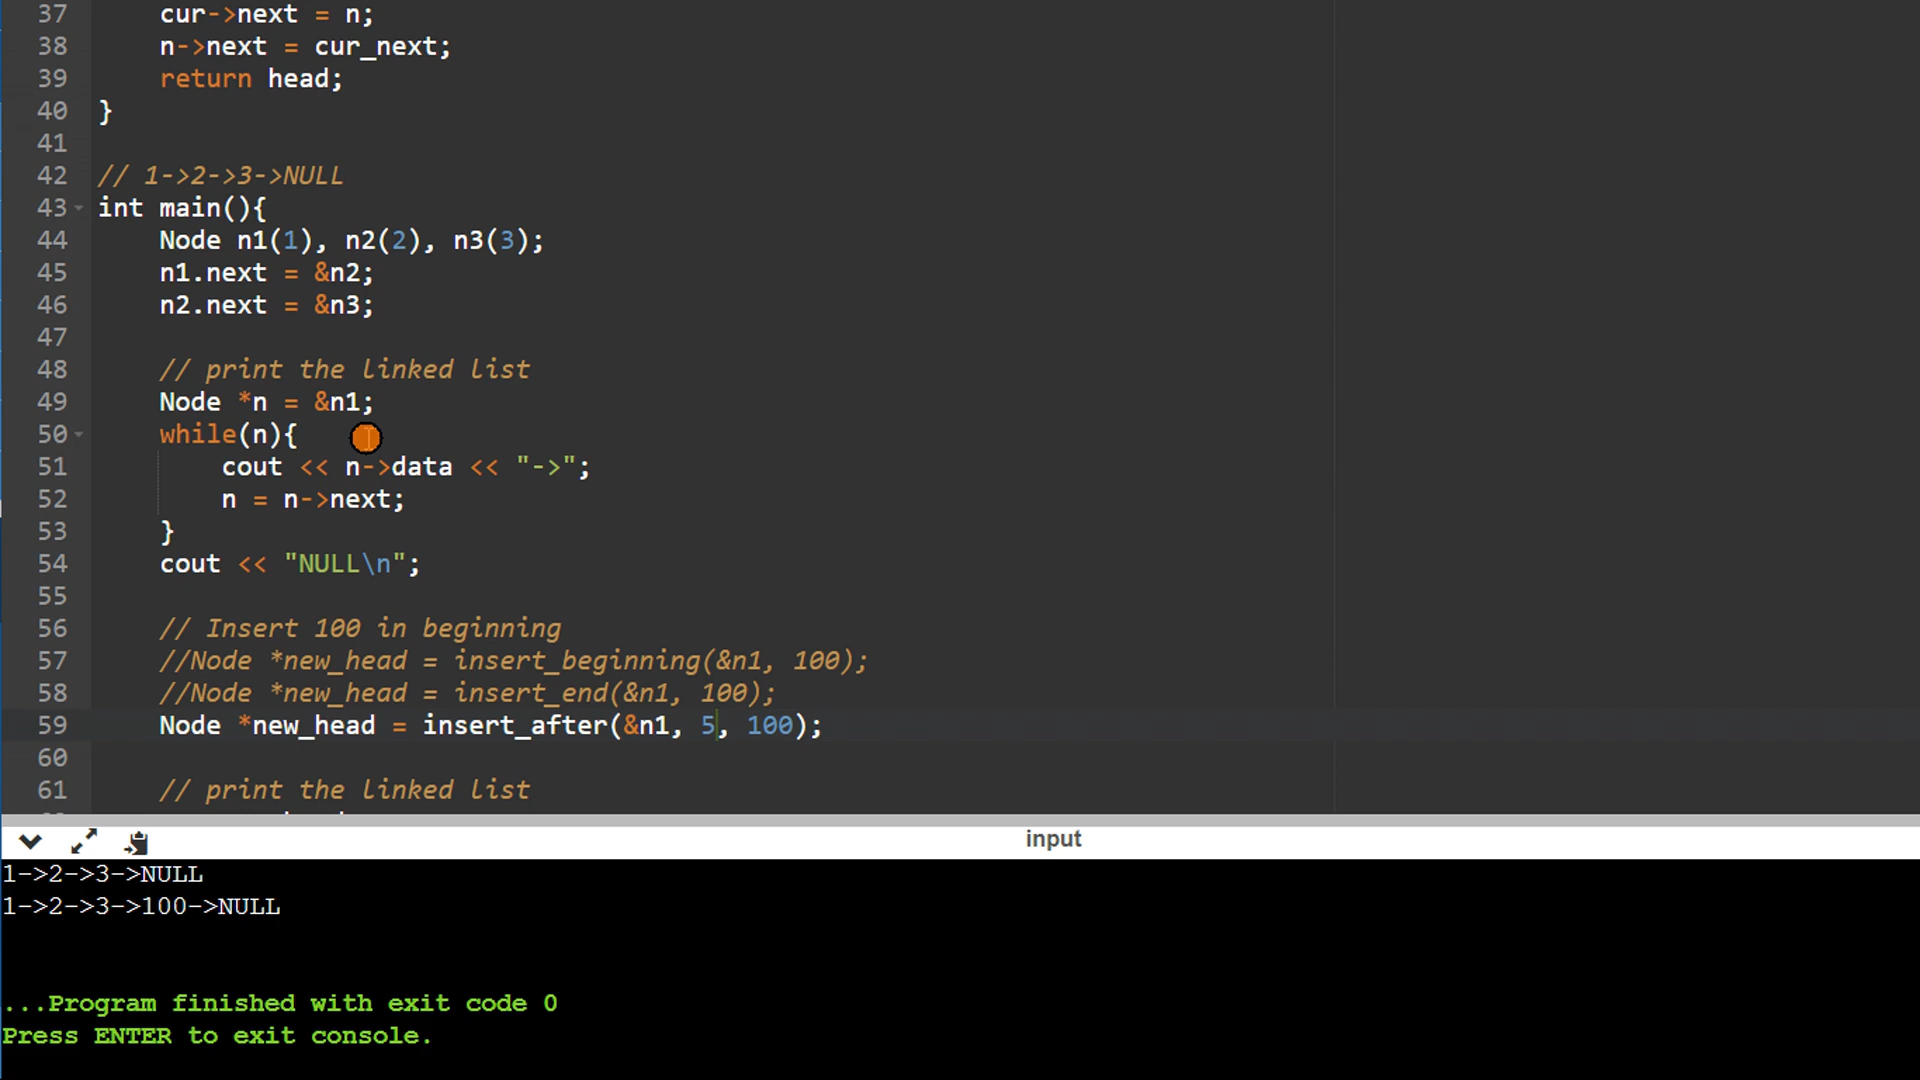 37 cur->next = n;
38 n->next = cur_next;
39 return head;
40 }
41
42 // 1->2->3->NULL
43 int main(){
44 Node n1(1), n2(2), n3(3);
45 n1.next = &n2;
46 n2.next = &n3;
47
48 // print the linked list
49 Node *n = &n1;
50 while(n){
51 cout << n->data << "->";
52 n = n->next;
53 }
54 cout << "NULL\n";
55
56 // Insert 100 in beginning
57 //Node *new_head = insert_beginning(&n1, 100);
58 //Node *new_head = insert_end(&n1, 100);
59 Node *new_head = insert_after(&n1, 5, 100);
60
61 // print the linked list
input
1->2->3->NULL
1->2->3->100->NULL
...Program finished with exit code 0
Press ENTER to exit console.